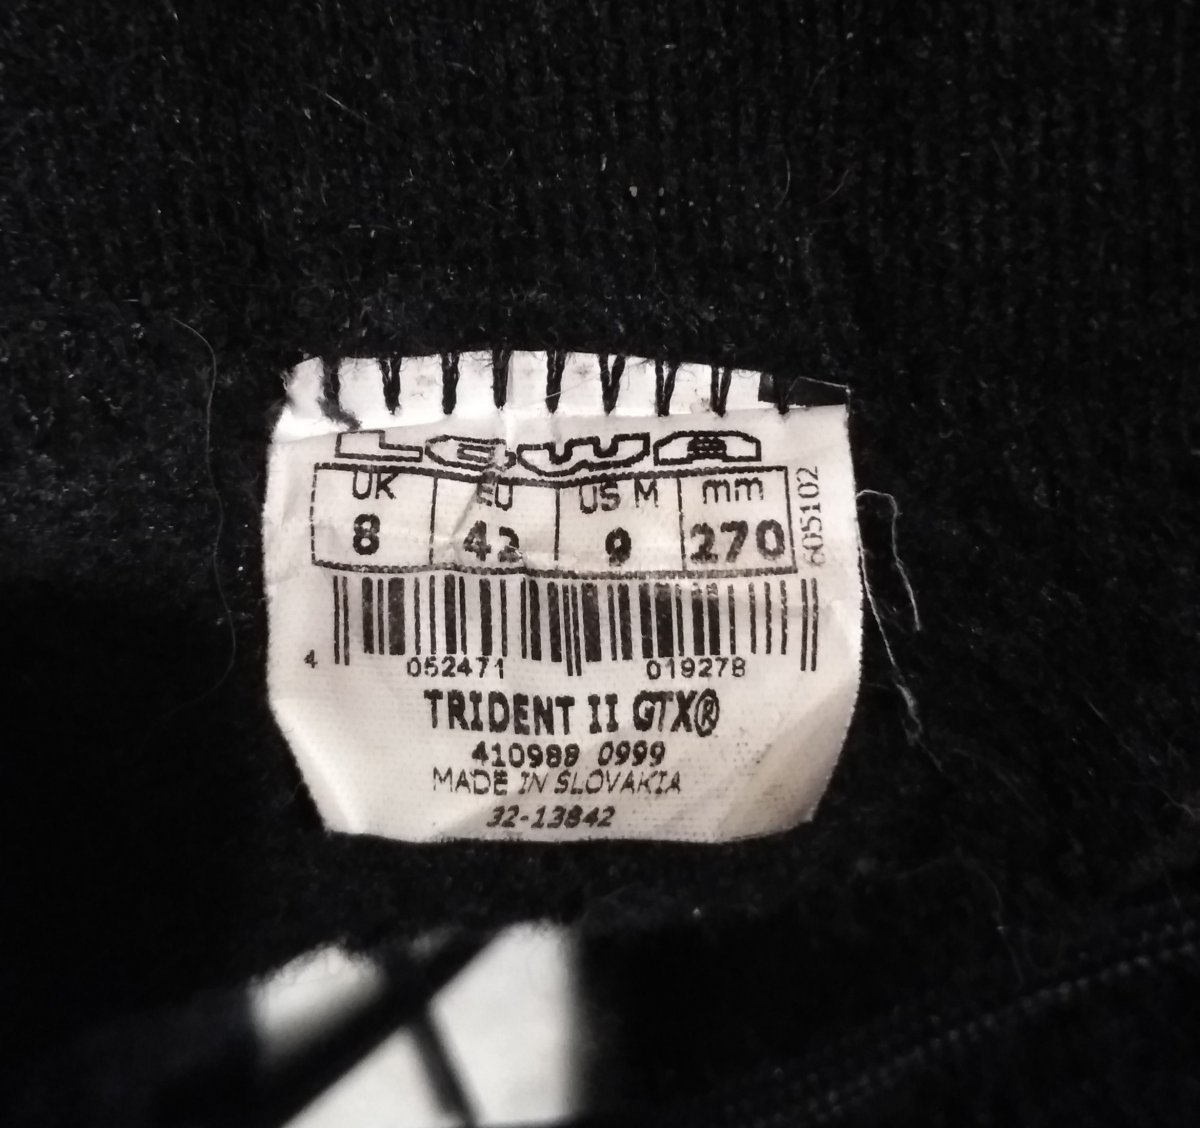 LOWA
UK EU US M mm
8 42 9 270
605102
4 052471 019278
TRIDENT II GTX®
410989 0999
MADE IN SLOVAKIA
32-13842